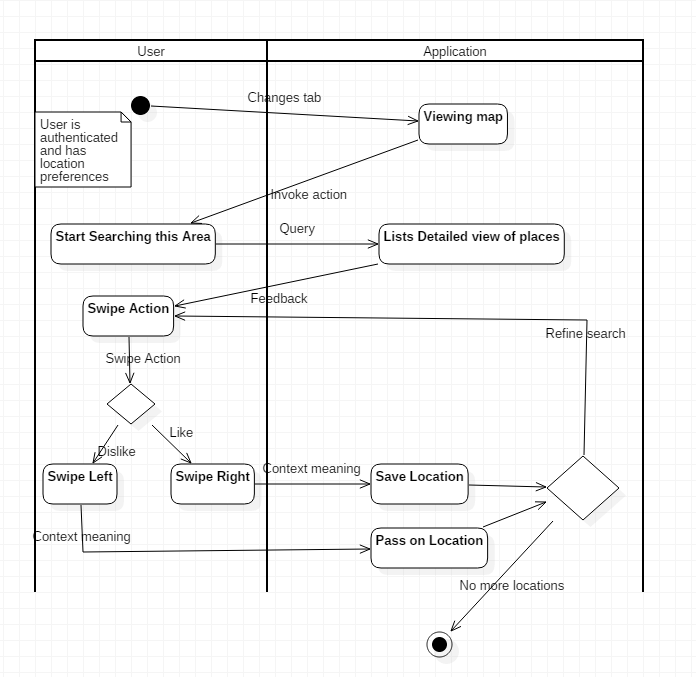 User
Application
Changes tab
Viewing map
User is
authenticated
and has
location
preferences
Invoke action
Start Searching this Area
Query
Lists Detailed view of places
Feedback
Swipe Action
Refine search
Swipe Action
Like
Dislike
Swipe Left
Swipe Right
Context meaning
Save Location
Context meaning
Pass on Location
No more locations